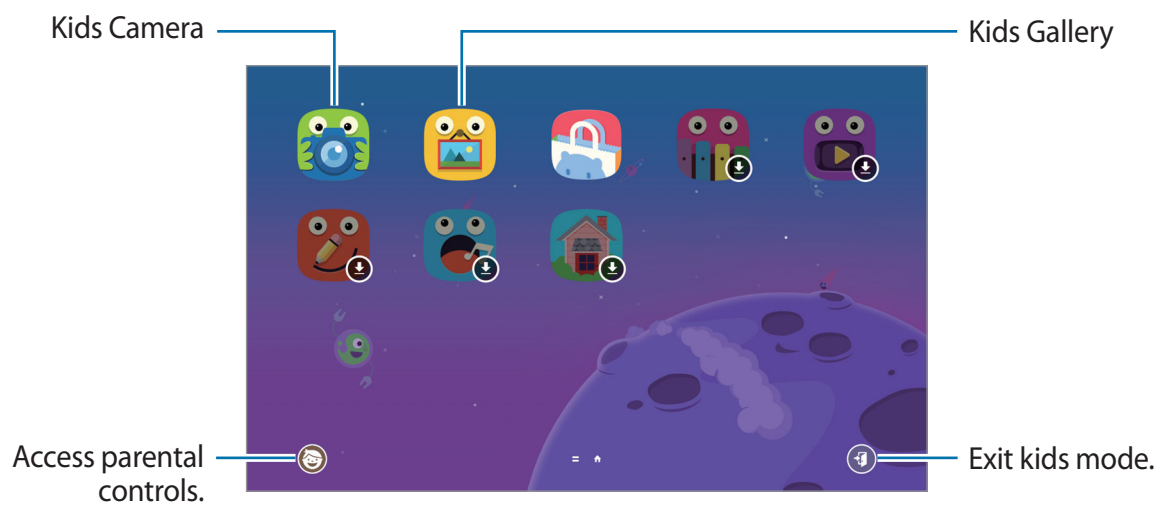 Kids Camera
Kids Gallery
Access parental
controls.
Exit kids mode.